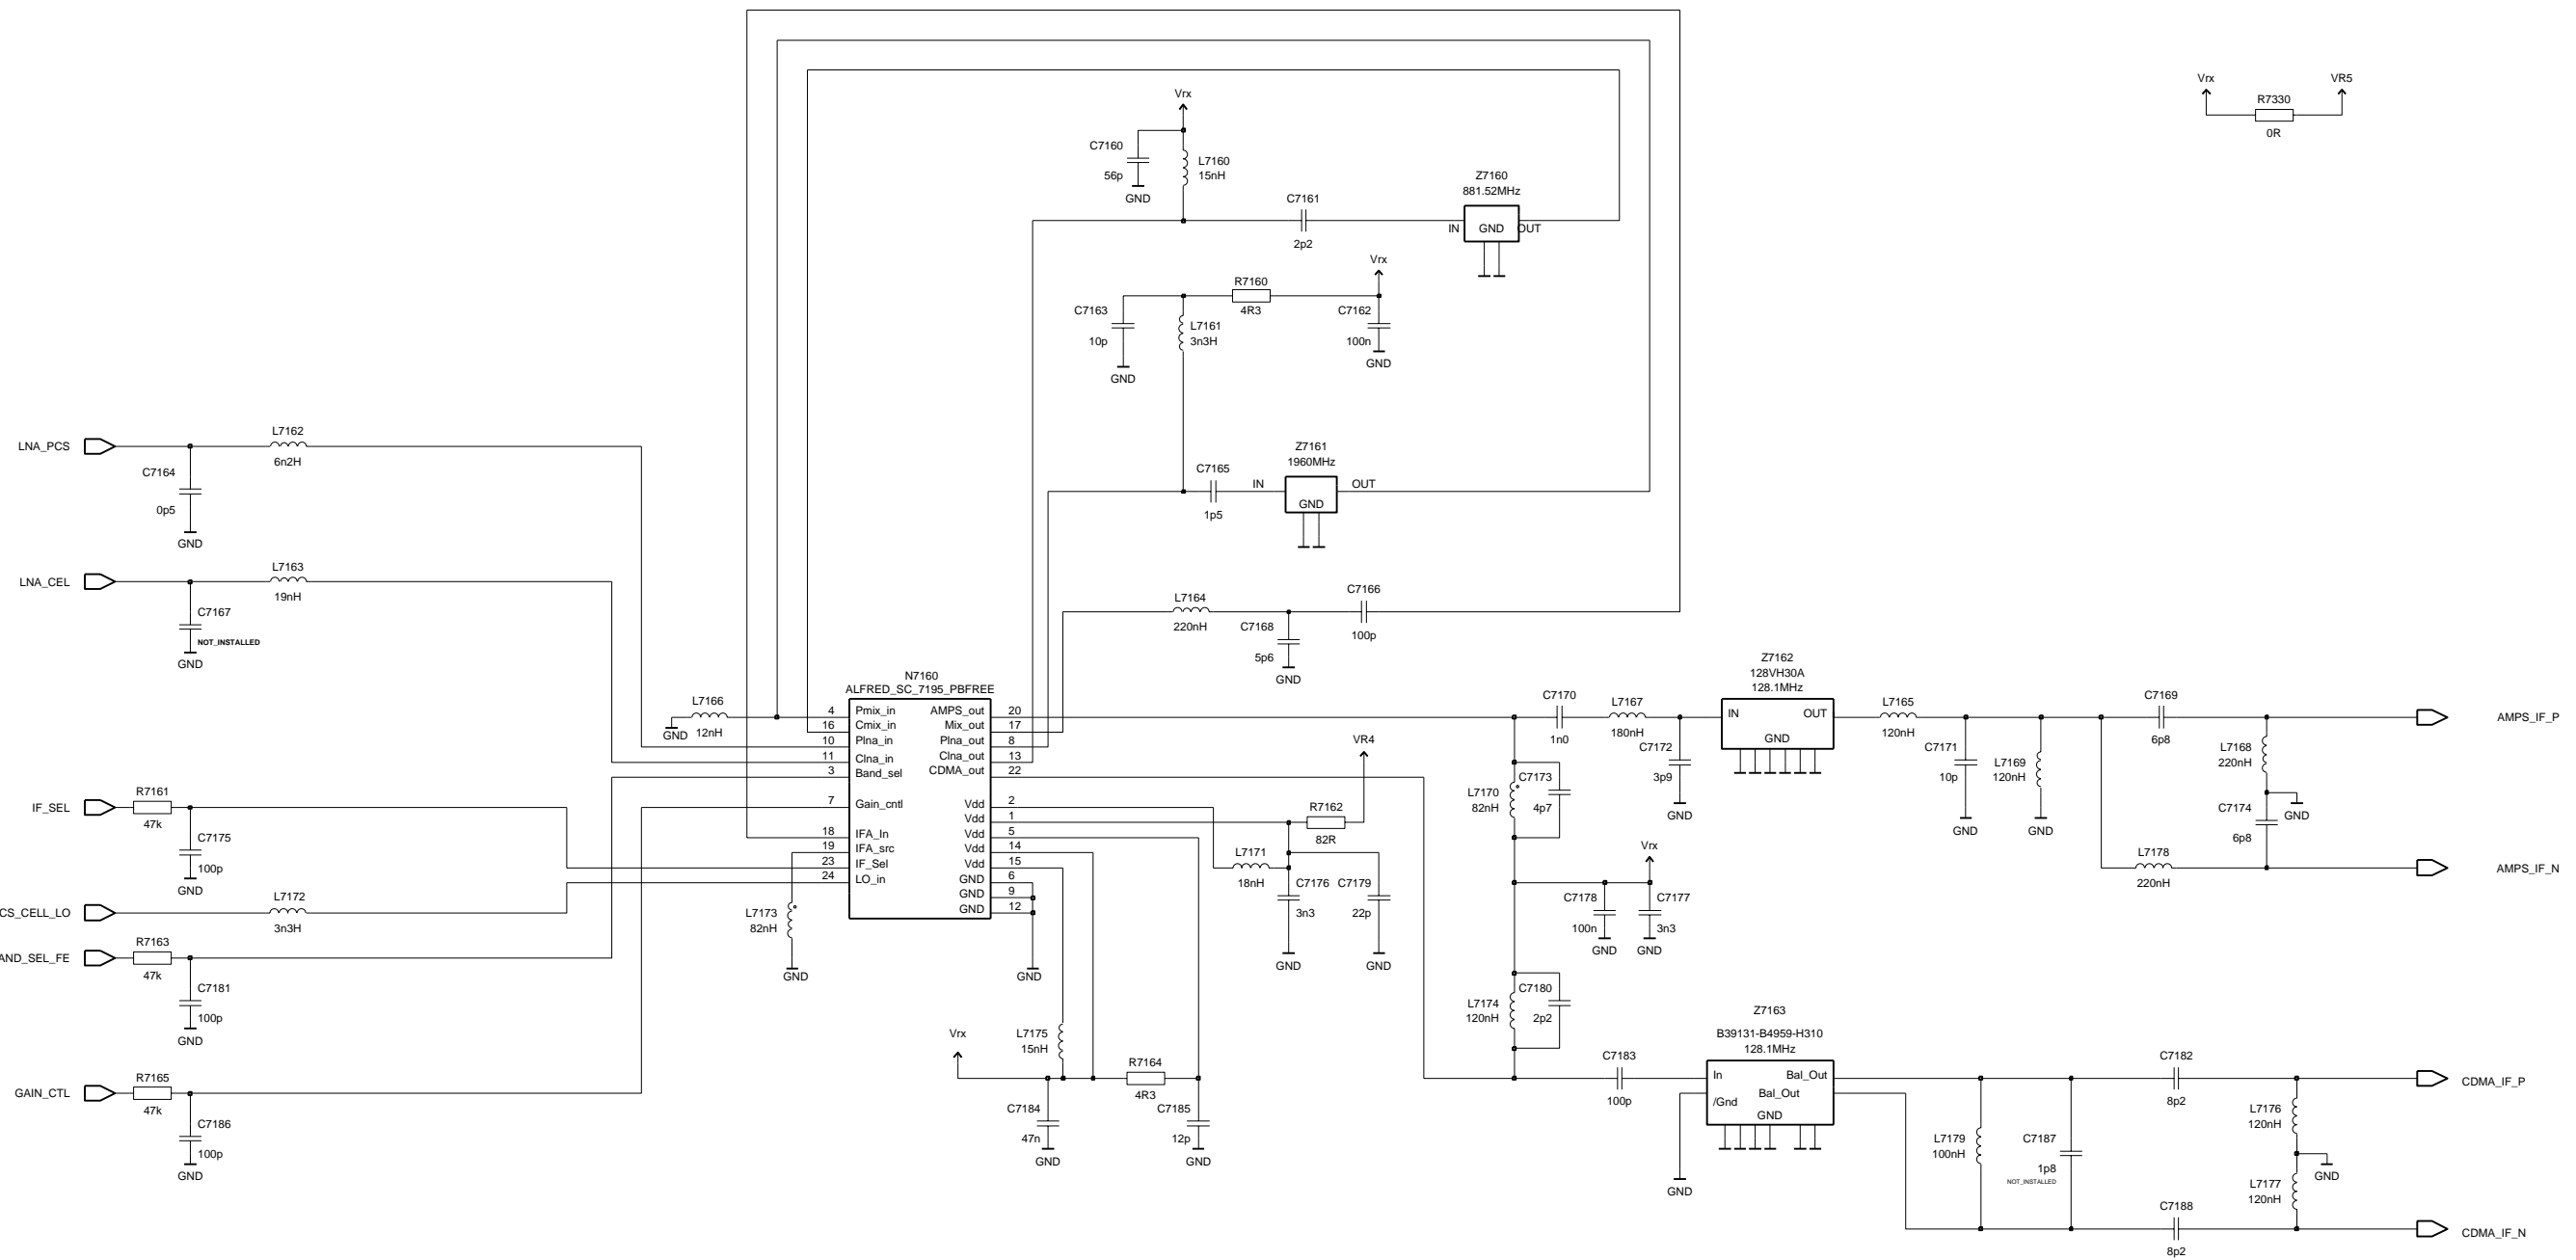 Vrx
VR5
R7330
0R
Vrx
C7160
56p
GND
L7160
15nH
C7161
2p2
Z7160
881.52MHz
IN
GND
OUT
Vrx
R7160
4R3
C7163
10p
GND
L7161
3n3H
C7162
100n
GND
LNA_PCS
L7162
6n2H
C7164
0p5
GND
Z7161
1960MHz
C7165
1p5
IN
OUT
GND
LNA_CEL
L7163
19nH
C7167
NOT_INSTALLED
GND
L7164
220nH
C7168
5p6
GND
C7166
100p
N7160
ALFRED_SC_7195_PBFREE
L7166
12nH
GND
4 Pmix_in AMPS_out 20
16 Cmix_in Mix_out 17
10 Plna_in Plna_out 8
11 Clna_in Clna_out 13
3 Band_sel CDMA_out 22
7 Gain_cntl Vdd 2
Vdd 1
18 IFA_In Vdd 5
19 IFA_src Vdd 14
23 IF_Sel Vdd 15
24 LO_in GND 6
GND 9
GND 12
GND
C7170
1n0
L7167
180nH
C7172
3p9
GND
Z7162
128VH30A
128.1MHz
IN
OUT
GND
L7165
120nH
C7171
10p
GND
L7169
120nH
GND
C7169
6p8
L7168
220nH
GND
C7174
6p8
L7178
220nH
AMPS_IF_P
AMPS_IF_N
VR4
R7162
82R
L7171
18nH
C7176
3n3
GND
C7179
22p
GND
L7170
82nH
C7173
4p7
Vrx
C7178
100n
GND
C7177
3n3
GND
L7174
120nH
C7180
2p2
IF_SEL
R7161
47k
C7175
100p
GND
CS_CELL_LO
L7172
3n3H
L7173
82nH
GND
AND_SEL_FE
R7163
47k
C7181
100p
GND
GAIN_CTL
R7165
47k
C7186
100p
GND
Vrx
L7175
15nH
R7164
4R3
C7184
47n
GND
C7185
12p
GND
C7183
100p
Z7163
B39131-B4959-H310
128.1MHz
In
Bal_Out
/Gnd
Bal_Out
GND
GND
L7179
100nH
C7187
1p8
NOT_INSTALLED
C7182
8p2
L7176
120nH
GND
L7177
120nH
C7188
8p2
CDMA_IF_P
CDMA_IF_N